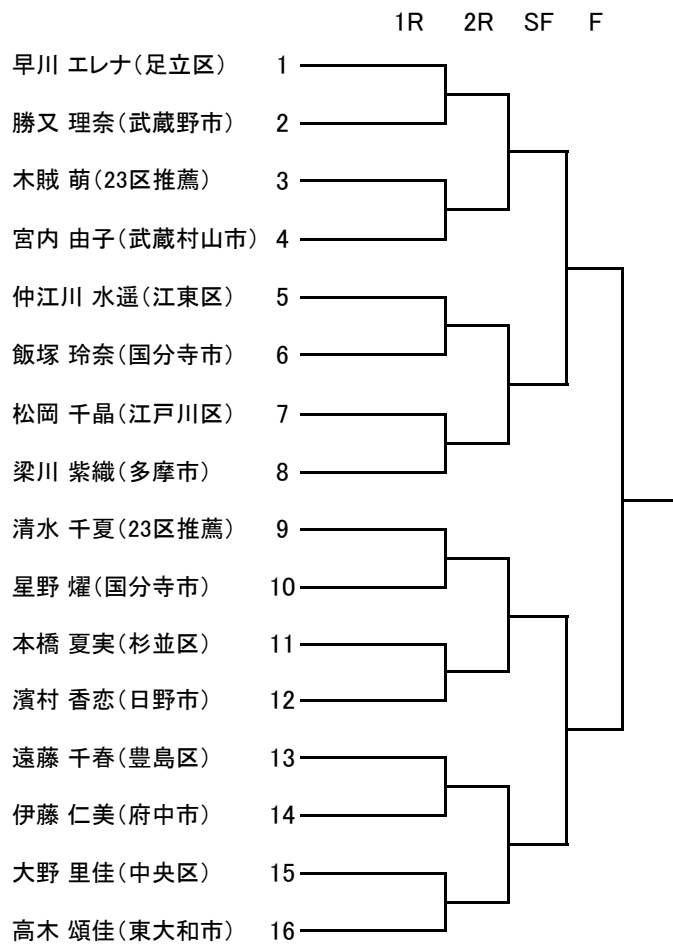 1R 2R SF F
早川 エレナ(足立区) 1
勝又 理奈(武蔵野市) 2
木賊 萌(23区推薦) 3
宮内 由子(武蔵村山市) 4
仲江川 水遥(江東区) 5
飯塚 玲奈(国分寺市) 6
松岡 千晶(江戸川区) 7
梁川 紫織(多摩市) 8
清水 千夏(23区推薦) 9
星野 燿(国分寺市) 10
本橋 夏実(杉並区) 11
濱村 香恋(日野市) 12
遠藤 千春(豊島区) 13
伊藤 仁美(府中市) 14
大野 里佳(中央区) 15
高木 頌佳(東大和市) 16